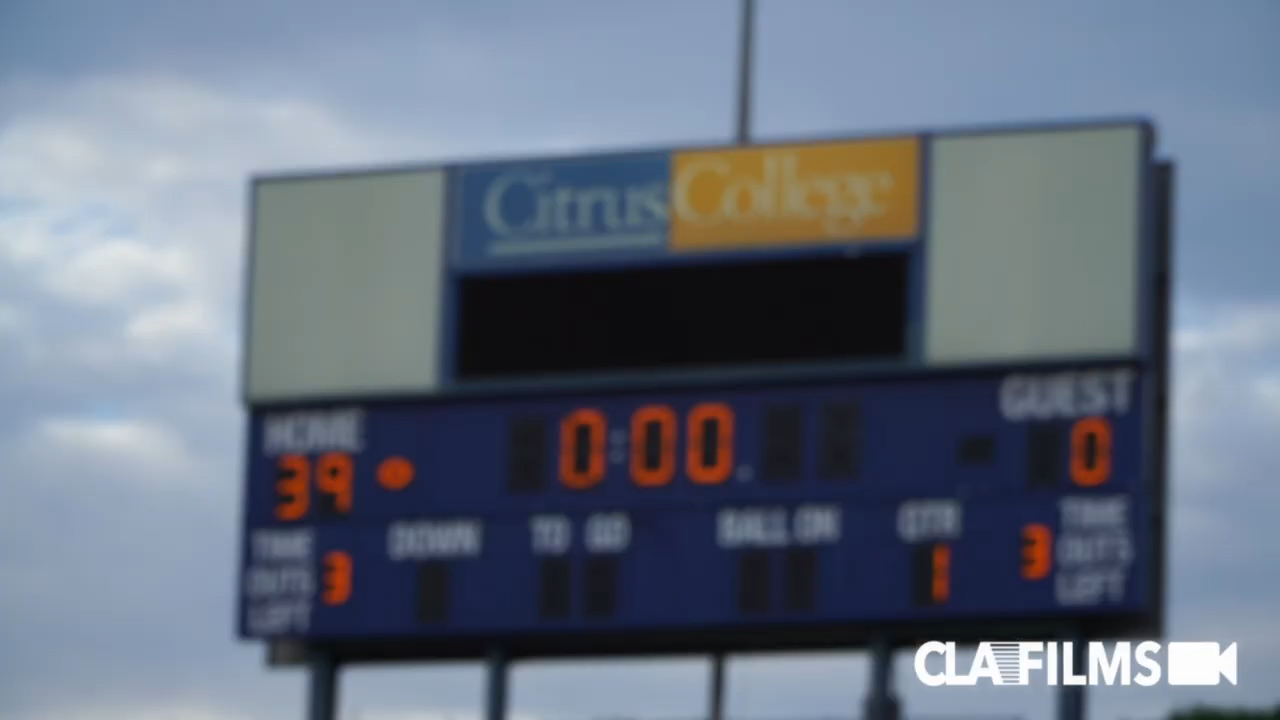 Citrus College
HOME
GUEST
39
0:00
0
DOWN
TO GO
BALL ON
QTR
TIME
OUTS
LEFT
3
1
3
TIME
OUTS
LEFT
CLAFILMS